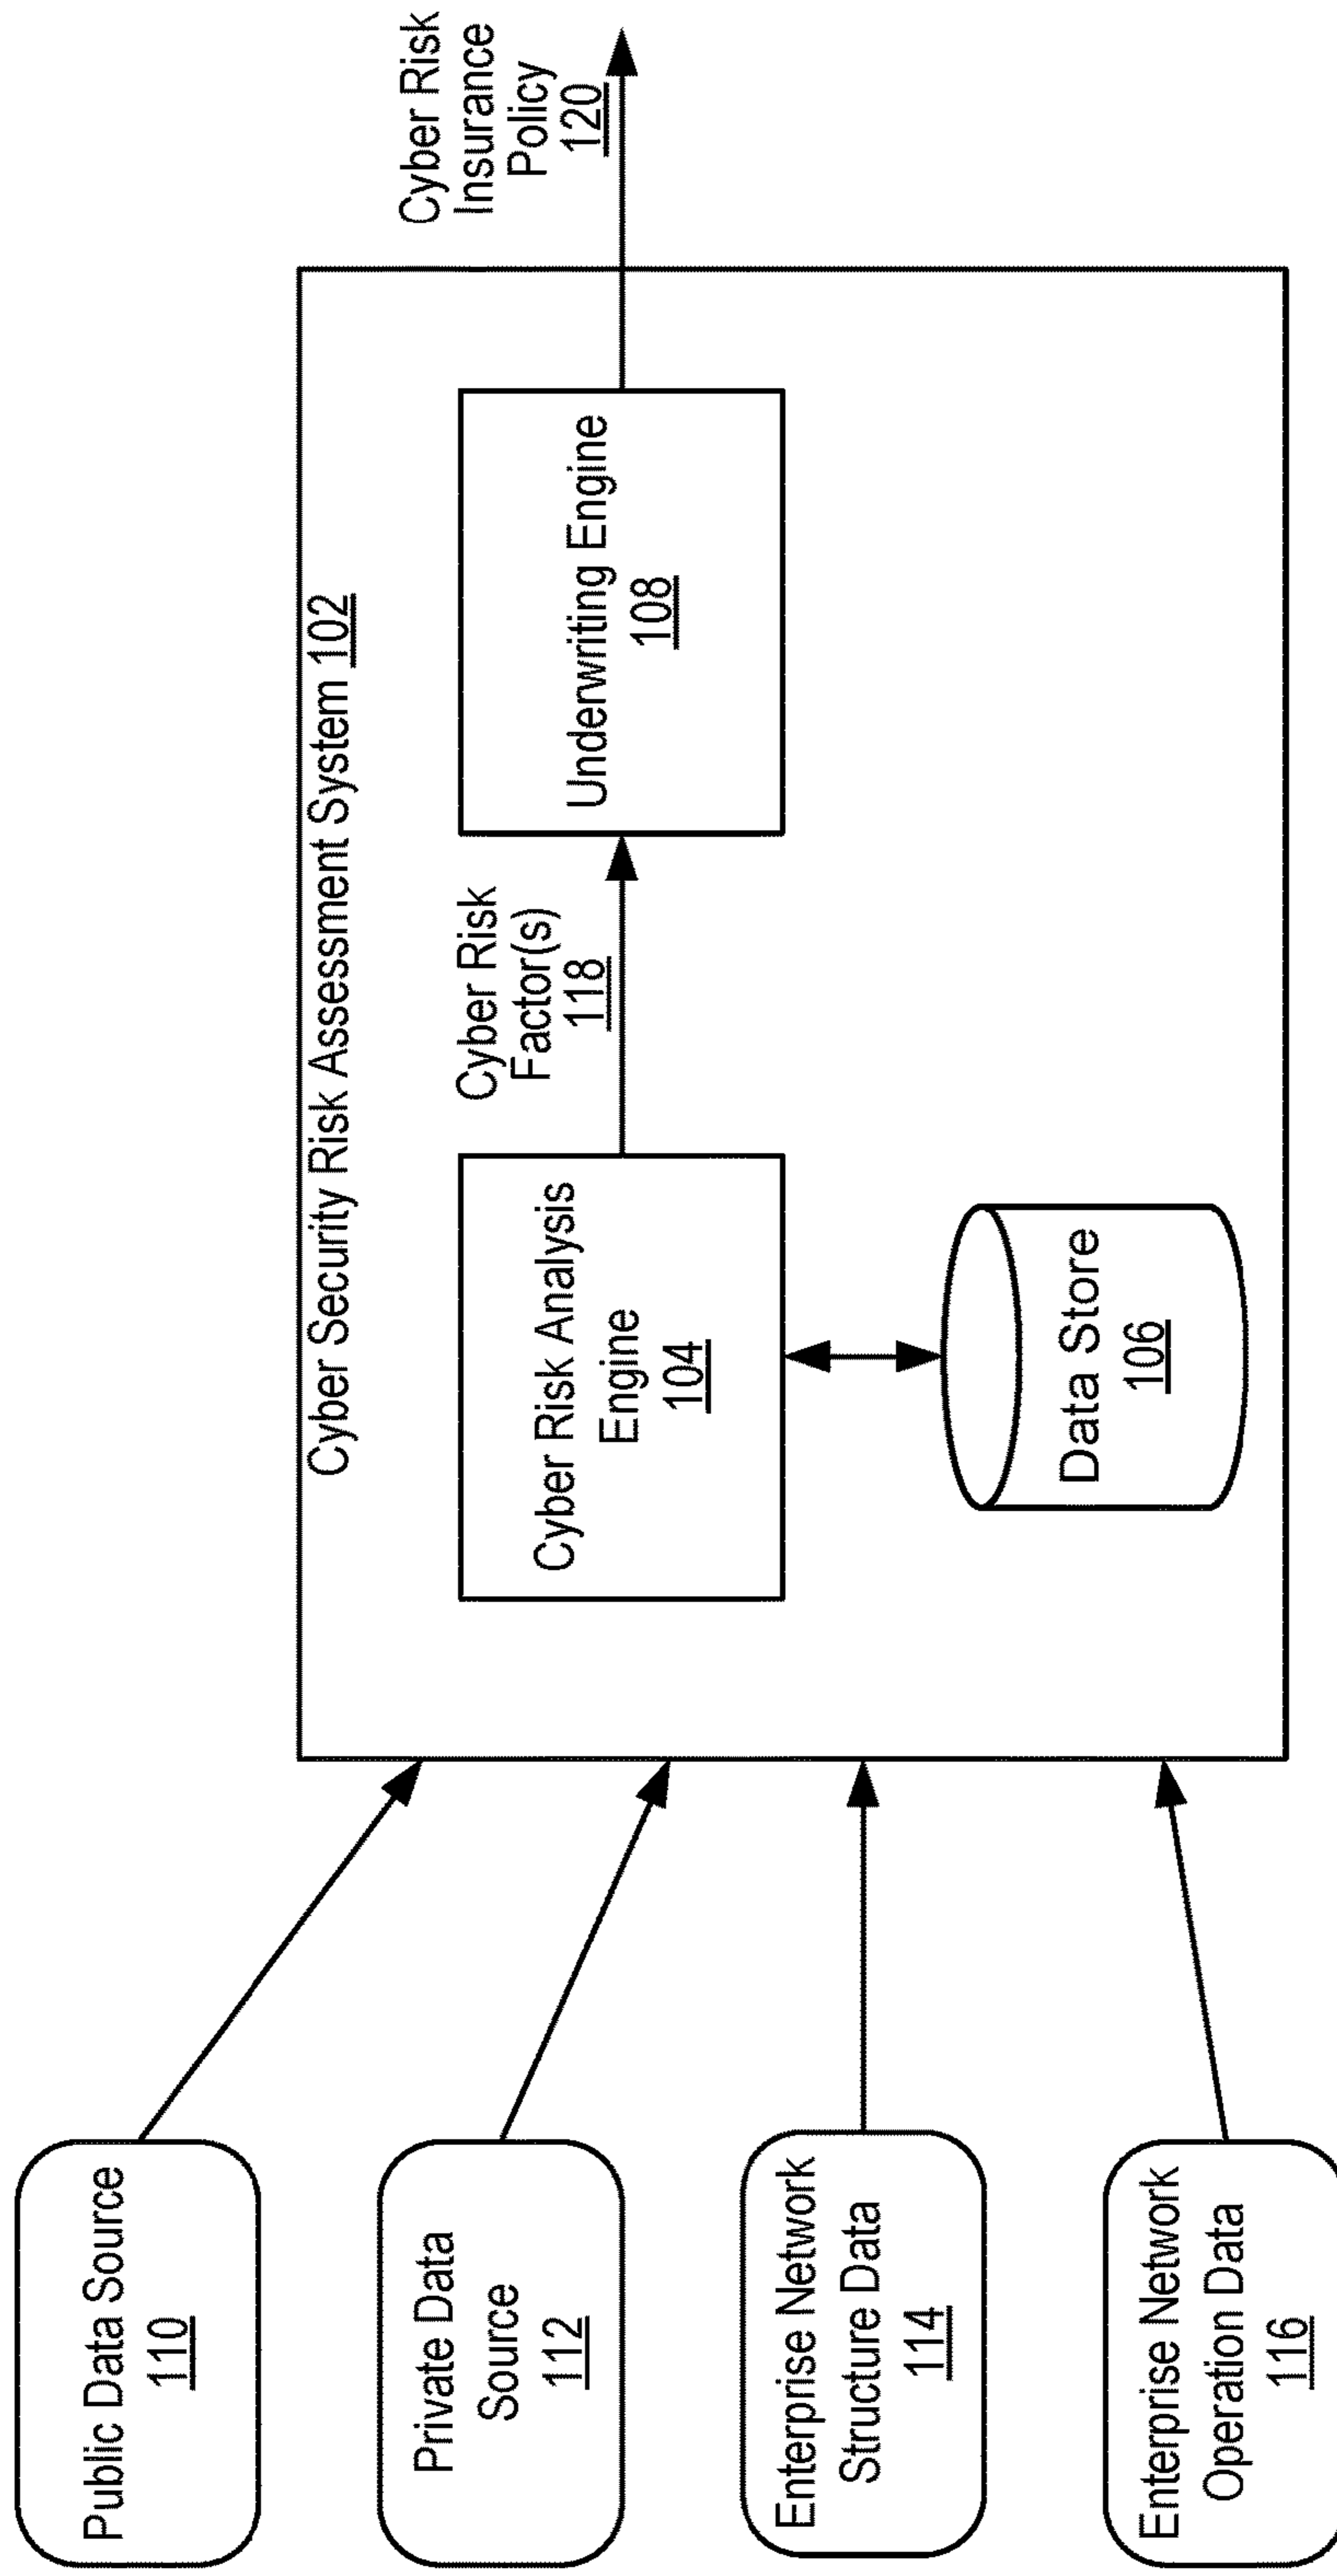 Public Data Source
110
Private Data
Source
112
Enterprise Network
Structure Data
114
Enterprise Network
Operation Data
116
Cyber Security Risk Assessment System 102
Cyber Risk Analysis
Engine
104
Data Store
106
Cyber Risk
Factor(s)
118
Underwriting Engine
108
Cyber Risk
Insurance
Policy
120